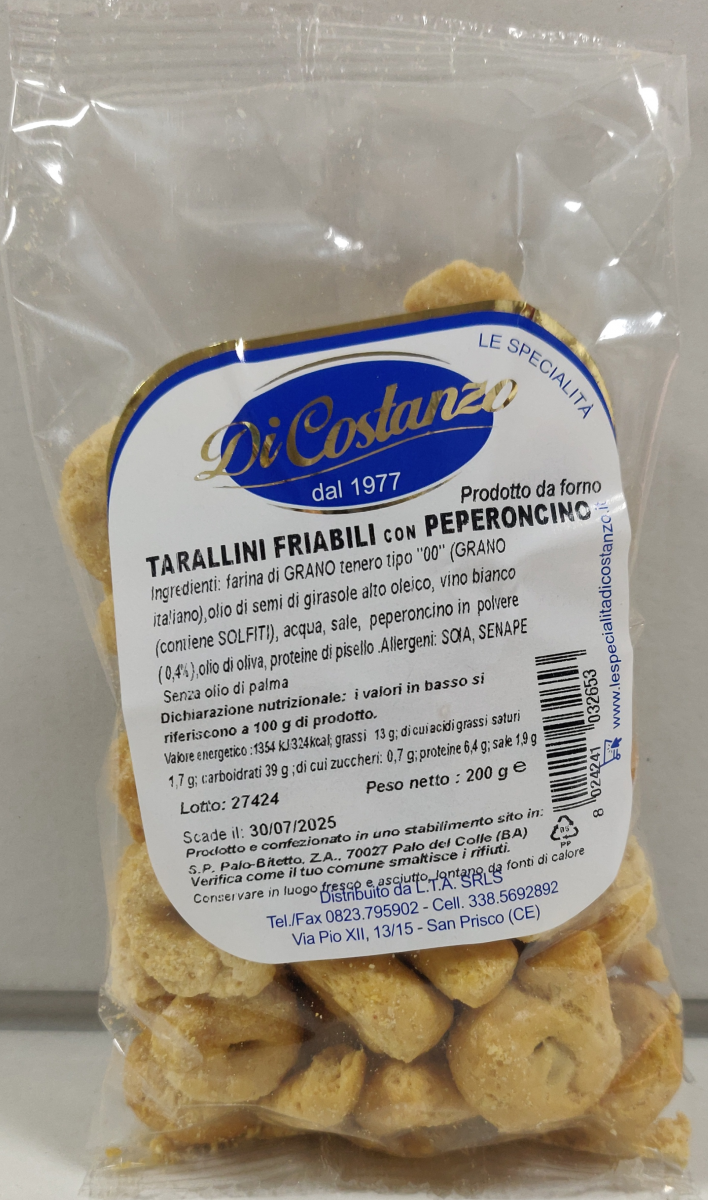 LE SPECIALITÀ
Di Costanzo
dal 1977
Prodotto da forno
TARALLINI FRIABILI CON PEPERONCINO
Ingredienti: farina di GRANO tenero tipo "00" (GRANO
italiano),olio di semi di girasole alto oleico, vino bianco
(contiene SOLFITI), acqua, sale, peperoncino in polvere
(0,4%),olio di oliva, proteine di pisello .Allergeni: SOIA, SENAPE
Senza olio di palma
Dichiarazione nutrizionale: i valori in basso si
riferiscono a 100 g di prodotto.
Valore energetico :1354 kJ/324kcal; grassi 13 g; di cui acidi grassi saturi
1,7 g; carboidrati 39 g ;di cui zuccheri: 0,7 g; proteine 6,4 g; sale 1,9 g
Lotto: 27424
Peso netto : 200 g e
Scade il: 30/07/2025
Prodotto e confezionato in uno stabilimento sito in:
S.P. Palo-Bitetto, Z.A., 70027 Palo del Colle (BA)
Verifica come il tuo comune smaltisce i rifiuti.
Conservare in luogo fresco e asciutto, lontano da fonti di calore
Distribuito da L.T.A. SRLS
Tel./Fax 0823.795902 - Cell. 338.5692892
Via Pio XII, 13/15 - San Prisco (CE)
8 024241 032653
05
PP
www.lespecialitadicostanzo.it